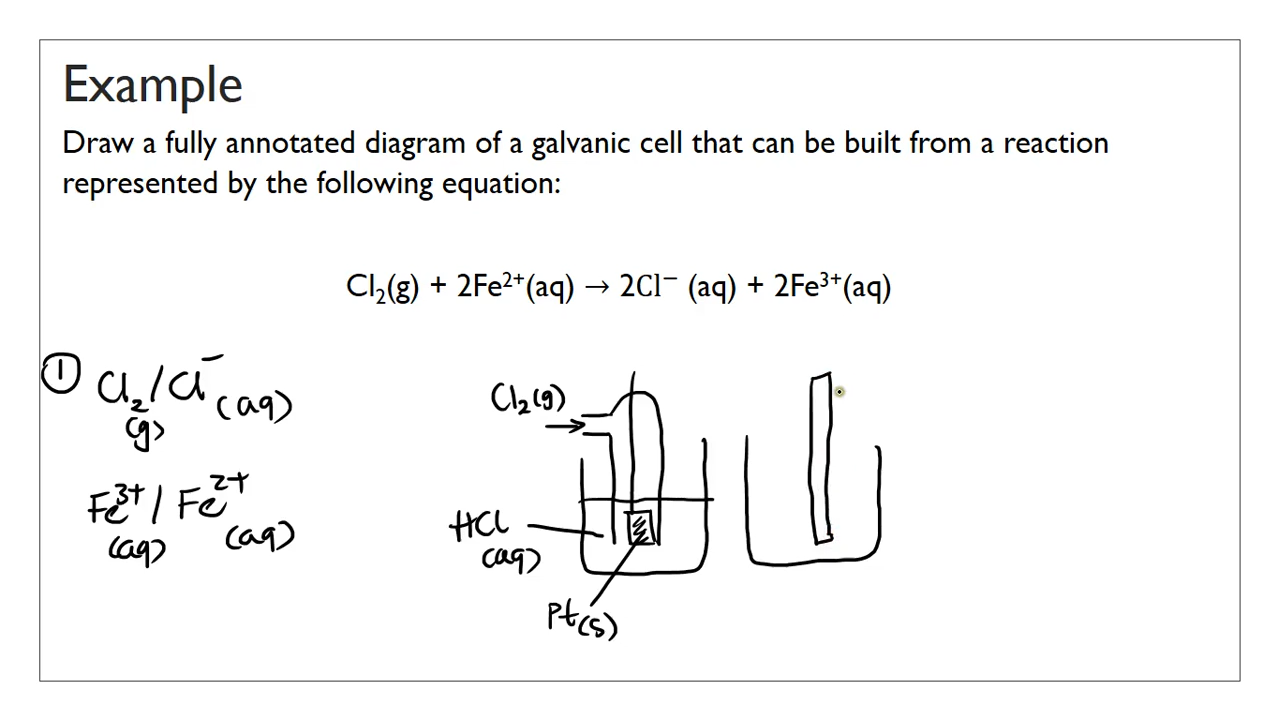 Example
Draw a fully annotated diagram of a galvanic cell that can be built from a reaction
represented by the following equation:
Cl₂(g) + 2Fe²⁺(aq) → 2Cl⁻ (aq) + 2Fe³⁺(aq)
① Cl₂/Cl⁻(aq)
(g)
Fe³⁺/Fe²⁺
(aq) (aq)
Cl₂(g)
HCl
(aq)
Pt(s)